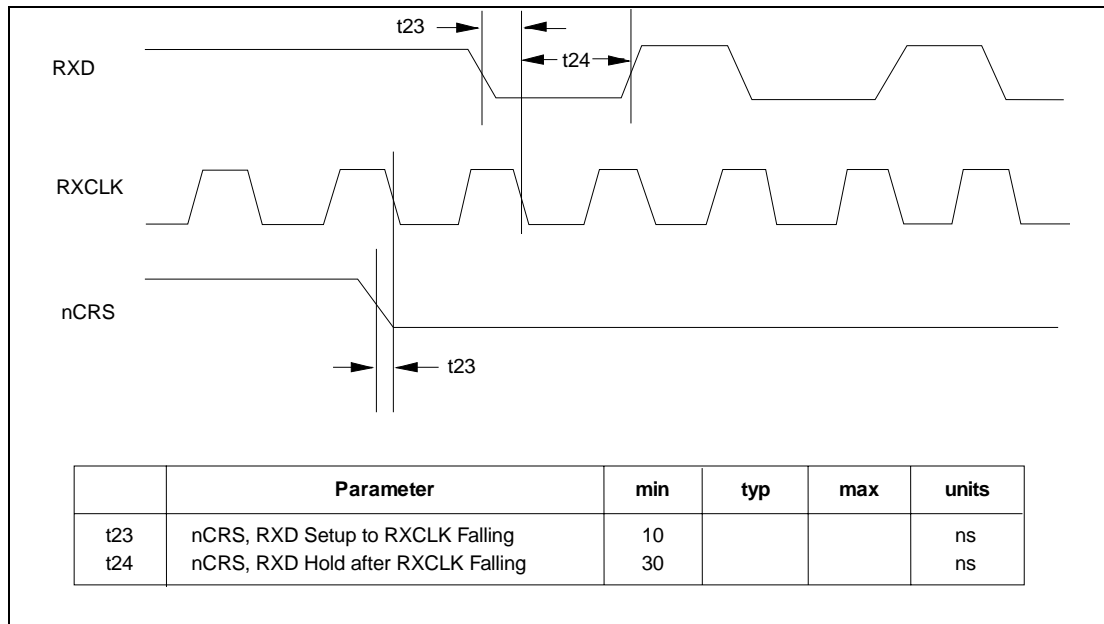 t23
t24
RXD
RXCLK
nCRS
t23
Parameter min typ max units
t23 nCRS, RXD Setup to RXCLK Falling 10 ns
t24 nCRS, RXD Hold after RXCLK Falling 30 ns